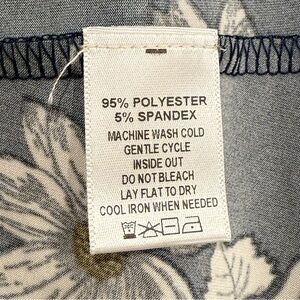 95% POLYESTER
5% SPANDEX
MACHINE WASH COLD
GENTLE CYCLE
INSIDE OUT
DO NOT BLEACH
LAY FLAT TO DRY
COOL IRON WHEN NEEDED